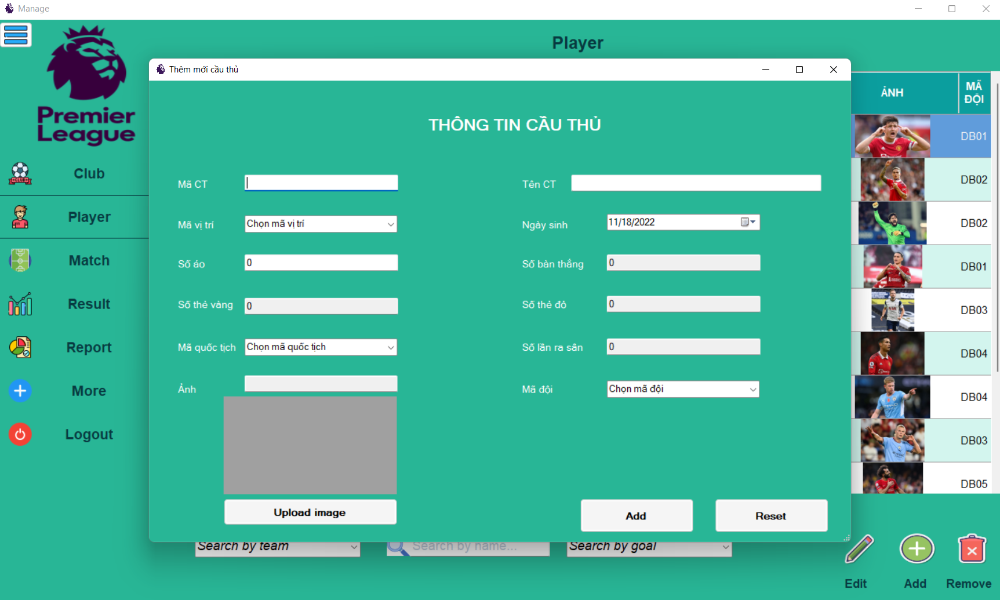 Manage
Premier
League
Player
Club
Player
Match
Result
Report
More
Logout
Thêm mới cầu thủ
THÔNG TIN CẦU THỦ
Mã CT
Tên CT
Mã vị trí
Chọn mã vị trí
Ngày sinh
11/18/2022
Số áo
0
Số bàn thắng
0
Số thẻ vàng
0
Số thẻ đỏ
0
Mã quốc tịch
Chọn mã quốc tịch
Số lần ra sân
0
Ảnh
Mã đội
Chọn mã đội
Upload image
Add
Reset
ẢNH
MÃ
ĐỘI
DB01
DB02
DB02
DB01
DB03
DB04
DB04
DB03
DB05
Search by team
Search by name...
Search by goal
Edit
Add
Remove